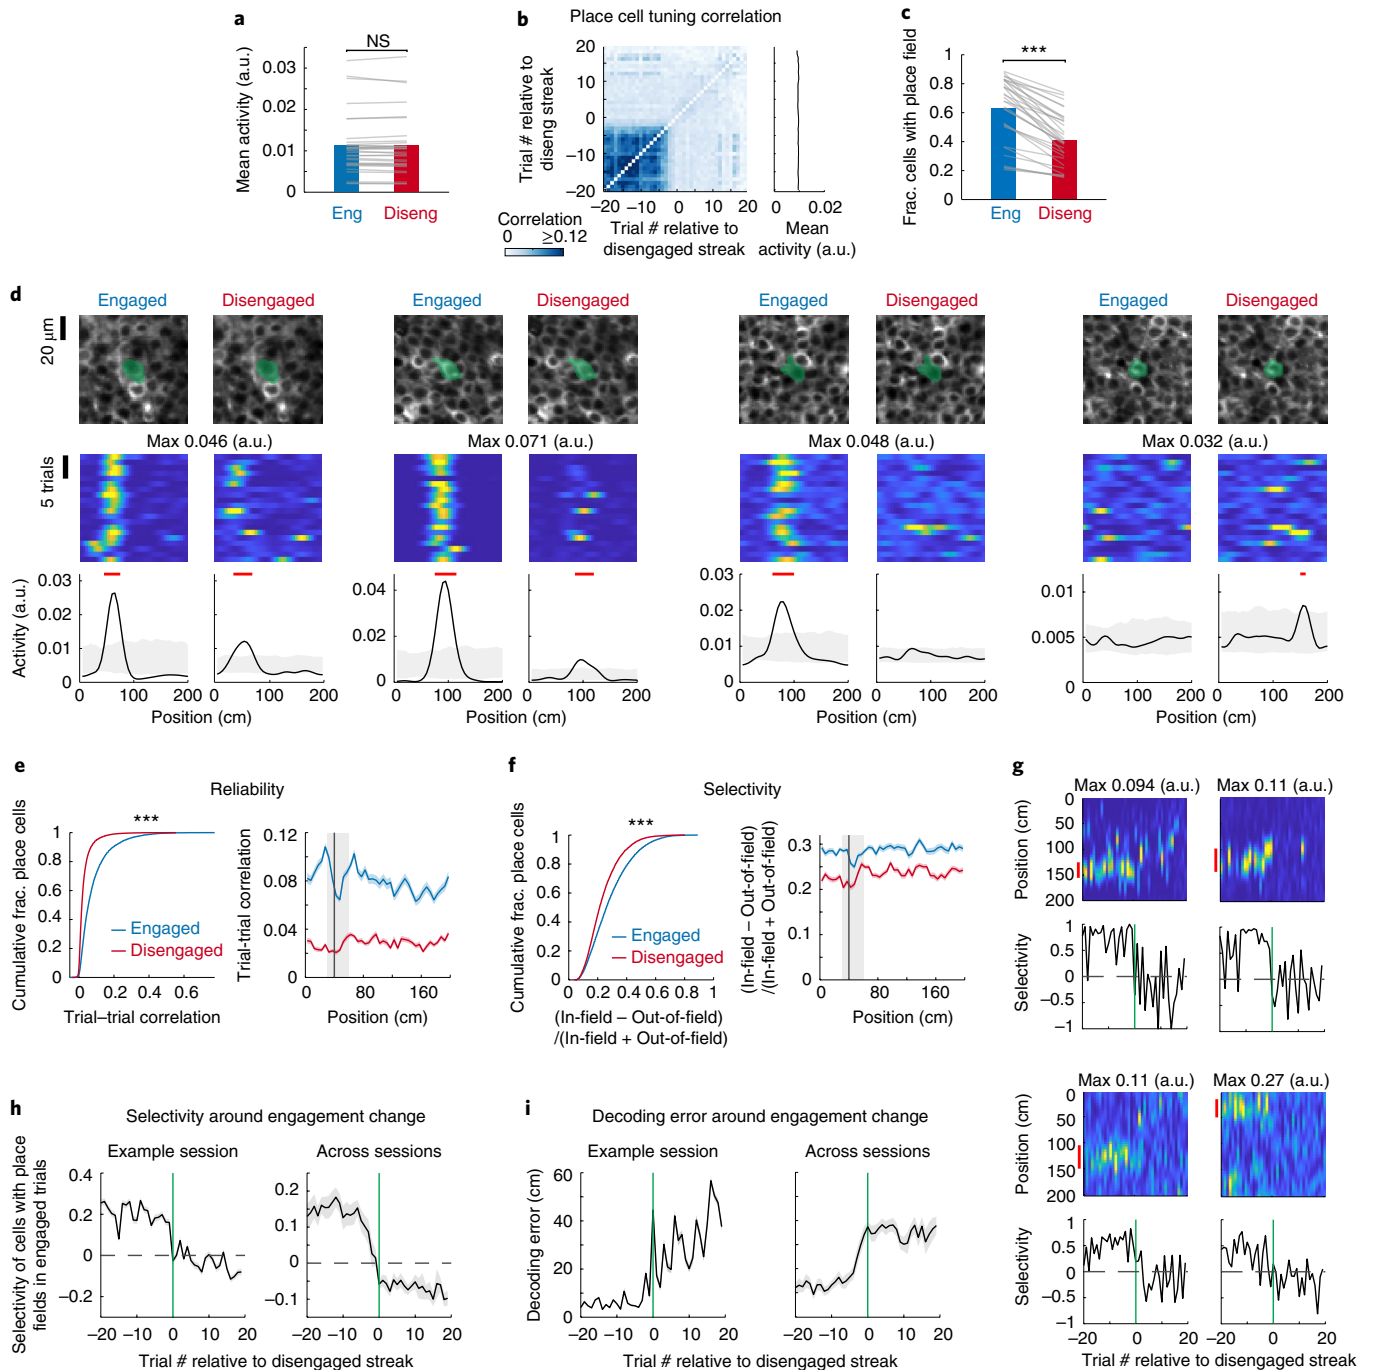 a
NS
Mean activity (a.u.)
0.03
0.02
0.01
0
Eng
Diseng
b
Place cell tuning correlation
Trial # relative to
diseng streak
20
10
0
−10
−20
−20 −10 0 10 20
Trial # relative to
disengaged streak
Correlation
0 ≥0.12
0 0.02
Mean
activity (a.u.)
c
***
Frac. cells with place field
1
0.8
0.6
0.4
0.2
0
Eng
Diseng
d
Engaged Disengaged Engaged Disengaged Engaged Disengaged Engaged Disengaged
20 µm
Max 0.046 (a.u.) Max 0.071 (a.u.) Max 0.048 (a.u.) Max 0.032 (a.u.)
5 trials
Activity (a.u.)
0.03
0.02
0.01
0
0.04
0.02
0
0.03
0.02
0.01
0
0.01
0.005
0
0 100 200 0 100 200 0 100 200 0 100 200 0 100 200 0 100 200 0 100 200 0 100 200
Position (cm) Position (cm) Position (cm) Position (cm)
e
Reliability
Cumulative frac. place cells
1
0.8
0.6
0.4
0.2
0
***
Engaged
Disengaged
0 0.2 0.4 0.6
Trial–trial correlation
Trial-trial correlation
0.12
0.08
0.04
0
0 80 160
Position (cm)
f
Selectivity
Cumulative frac. place cells
1
0.8
0.6
0.4
0.2
0
***
Engaged
Disengaged
0 0.2 0.4 0.6 0.8 1
(In-field – Out-of-field)
/(In-field + Out-of-field)
(In-field – Out-of-field)
/(In-field + Out-of-field)
0.3
0.2
0.1
0
0 80 160
Position (cm)
g
Max 0.094 (a.u.) Max 0.11 (a.u.)
Position (cm)
0
50
100
150
200
Selectivity
1
0.5
0
−0.5
−1
Max 0.11 (a.u.) Max 0.27 (a.u.)
Position (cm)
0
50
100
150
200
Selectivity
1
0.5
0
−0.5
−1
−20 0 20 −20 0 20
Trial # relative to disengaged streak
h
Selectivity around engagement change
Example session Across sessions
Selectivity of cells with place
fields in engaged trials
0.4
0.2
0
−0.2
0.2
0.1
0
−0.1
−20 −10 0 10 20 −20 −10 0 10 20
Trial # relative to disengaged streak
i
Decoding error around engagement change
Example session Across sessions
Decoding error (cm)
60
40
20
0
−20 −10 0 10 20 −20 −10 0 10 20
Trial # relative to disengaged streak